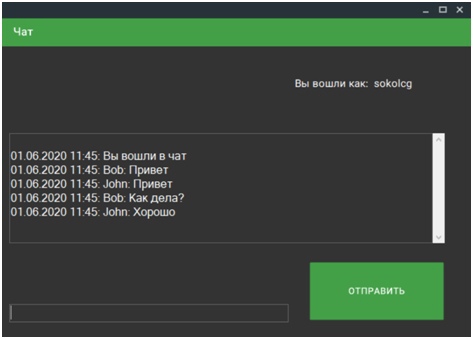 Чат
Вы вошли как: sokolcg
01.06.2020 11:45: Вы вошли в чат
01.06.2020 11:45: Bob: Привет
01.06.2020 11:45: John: Привет
01.06.2020 11:45: Bob: Как дела?
01.06.2020 11:45: John: Хорошо
ОТПРАВИТЬ